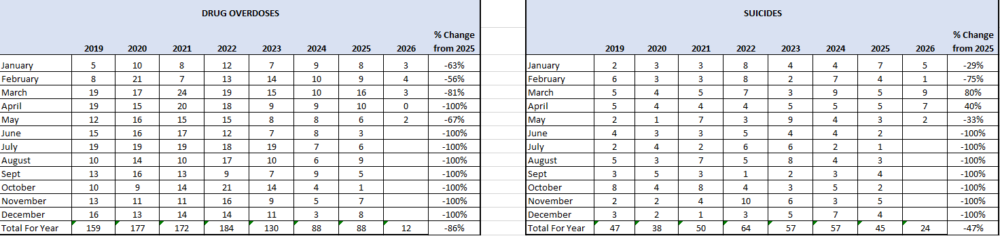 DRUG OVERDOSES SUICIDES
% Change % Change
2019 2020 2021 2022 2023 2024 2025 2026 from 2025 2019 2020 2021 2022 2023 2024 2025 2026 from 2025
January 5 10 8 12 7 9 8 3 -63% January 2 3 3 8 4 4 7 5 -29%
February 8 21 7 13 14 10 9 4 -56% February 6 3 3 8 2 7 4 1 -75%
March 19 17 24 19 15 10 16 3 -81% March 5 4 5 7 3 9 5 9 80%
April 19 15 20 18 9 9 10 0 -100% April 5 4 4 4 5 5 5 7 40%
May 12 16 15 15 8 8 6 2 -67% May 2 1 7 3 9 4 3 2 -33%
June 15 16 17 12 7 8 3 -100% June 4 3 3 5 4 4 2 -100%
July 19 19 19 18 19 7 6 -100% July 2 4 2 6 6 2 1 -100%
August 10 14 10 17 10 6 9 -100% August 5 3 7 5 8 4 3 -100%
Sept 13 16 13 9 7 9 5 -100% Sept 3 5 3 1 2 3 4 -100%
October 10 9 14 21 14 4 1 -100% October 8 4 8 4 3 5 2 -100%
November 13 11 11 16 9 5 7 -100% November 2 2 4 10 6 3 5 -100%
December 16 13 14 14 11 3 8 -100% December 3 2 1 3 5 7 4 -100%
Total For Year 159 177 172 184 130 88 88 12 -86% Total For Year 47 38 50 64 57 57 45 24 -47%